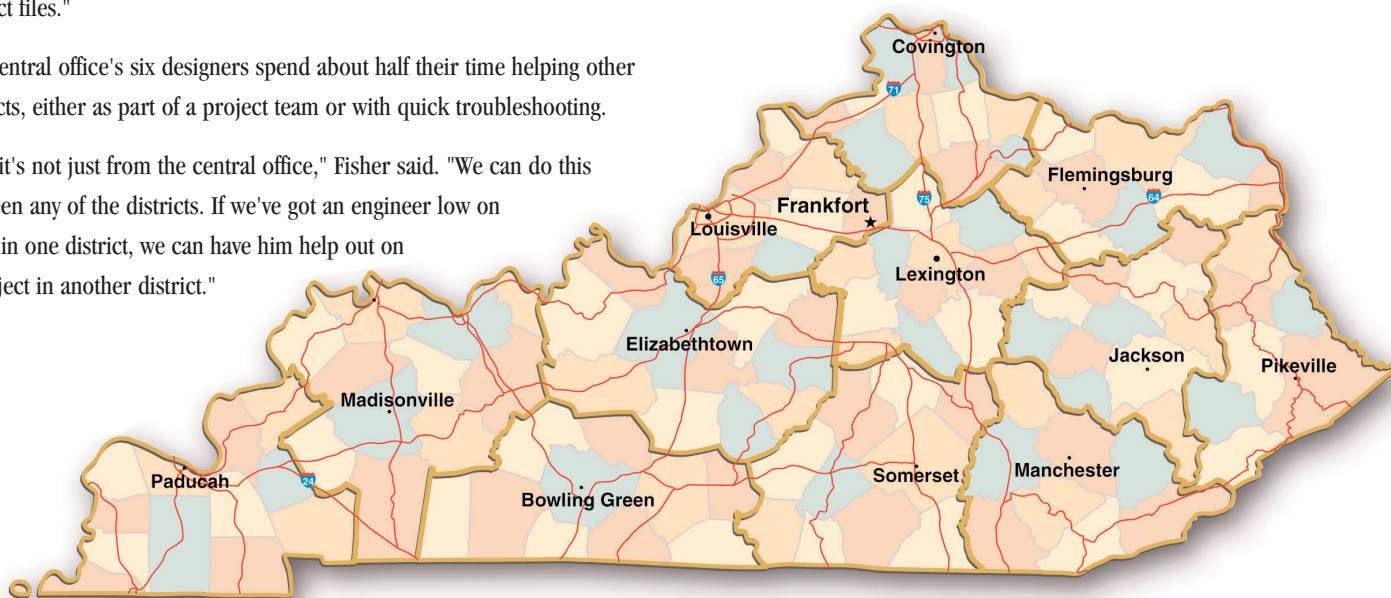 ct files."
entral office's six designers spend about half their time helping other
cts, either as part of a project team or with quick troubleshooting.
it's not just from the central office," Fisher said. "We can do this
een any of the districts. If we've got an engineer low on
in one district, we can have him help out on
ject in another district."
Covington
71
Flemingsburg
64
75
Frankfort
Louisville
Lexington
65
Elizabethtown
Jackson
Pikeville
Madisonville
Paducah
24
Bowling Green
Somerset
Manchester